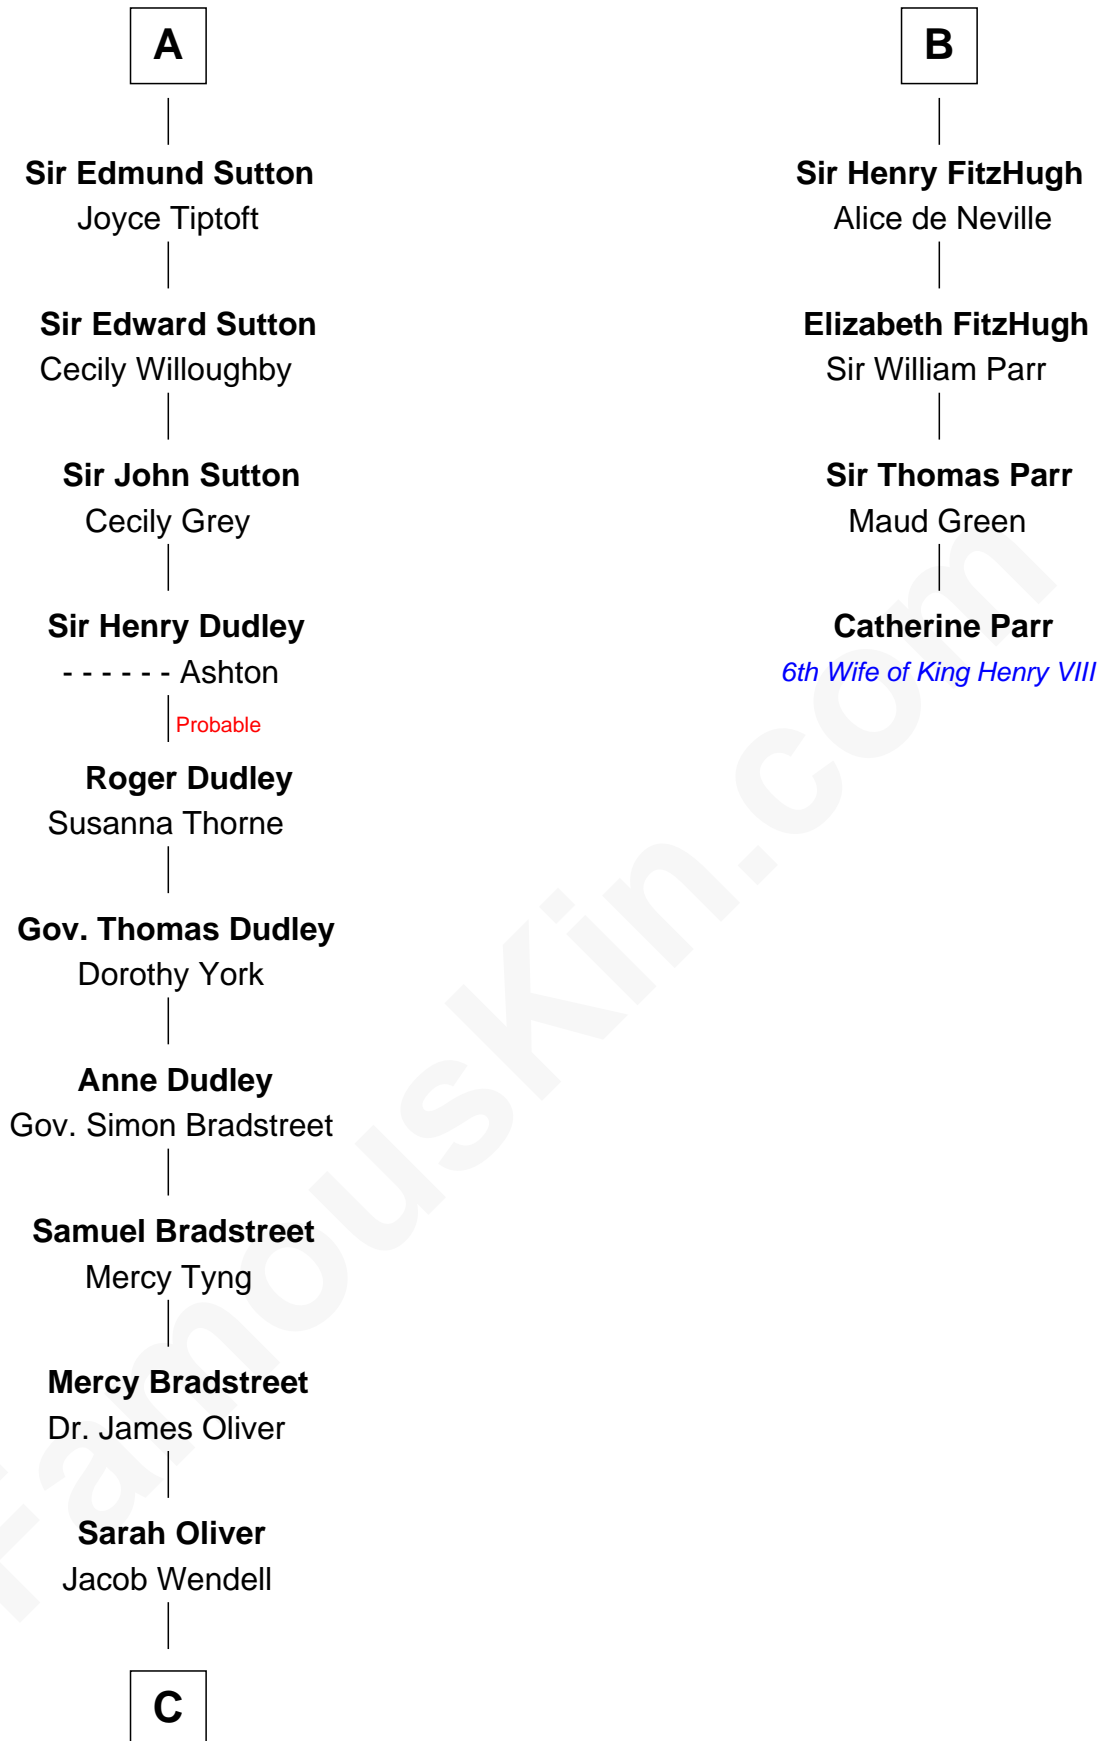 A
Sir Edmund Sutton
Joyce Tiptoft
Sir Edward Sutton
Cecily Willoughby
Sir John Sutton
Cecily Grey
Sir Henry Dudley
- - - - - - Ashton
Probable
Roger Dudley
Susanna Thorne
Gov. Thomas Dudley
Dorothy York
Anne Dudley
Gov. Simon Bradstreet
Samuel Bradstreet
Mercy Tyng
Mercy Bradstreet
Dr. James Oliver
Sarah Oliver
Jacob Wendell
C
B
Sir Henry FitzHugh
Alice de Neville
Elizabeth FitzHugh
Sir William Parr
Sir Thomas Parr
Maud Green
Catherine Parr
6th Wife of King Henry VIII
FamousKin.com